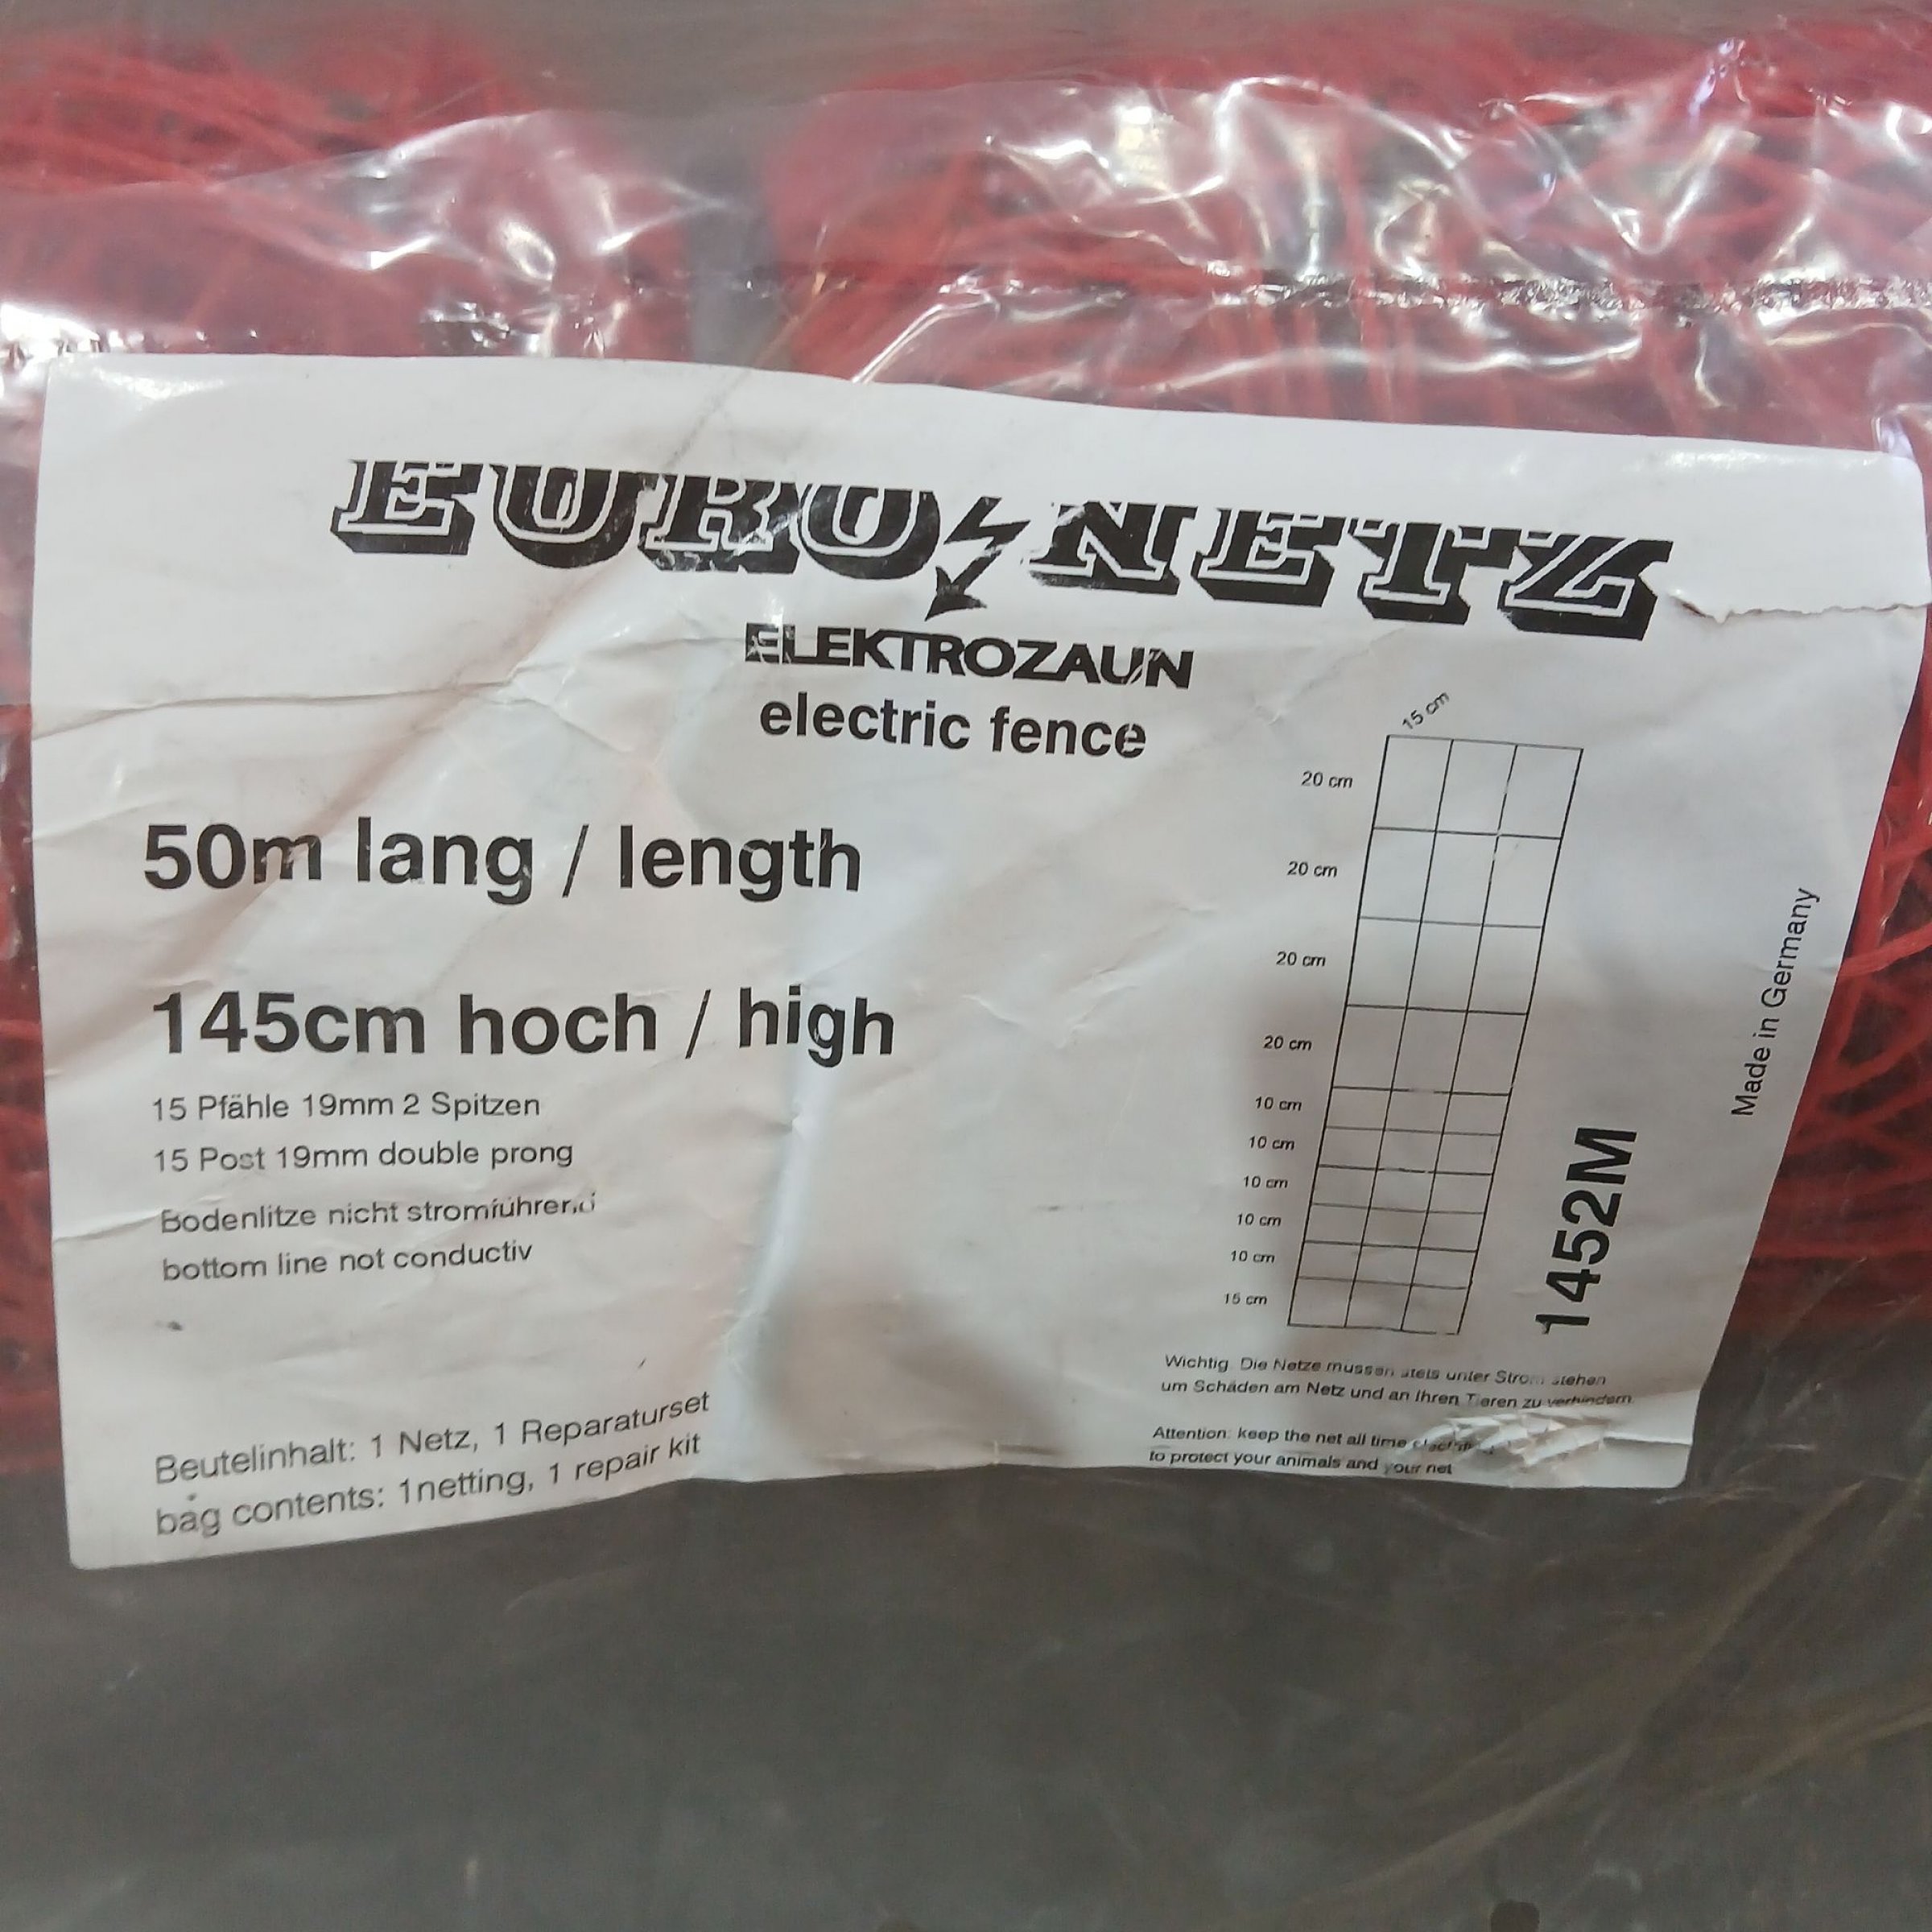 EURO NETZ
ELEKTROZAUN
electric fence
50m lang / length
145cm hoch / high
15 Pfähle 19mm 2 Spitzen
15 Post 19mm double prong
Bodenlitze nicht stromführend
bottom line not conductiv
Beutelinhalt: 1 Netz, 1 Reparaturset
bag contents: 1netting, 1 repair kit
15 cm
20 cm
20 cm
20 cm
20 cm
10 cm
10 cm
10 cm
10 cm
10 cm
15 cm
1452M
Made in Germany
Wichtig. Die Netze mussen stets unter Strom stehen
um Schäden am Netz und an Ihren Tieren zu verhindern
Attention: keep the net all time
to protect your animals and your net